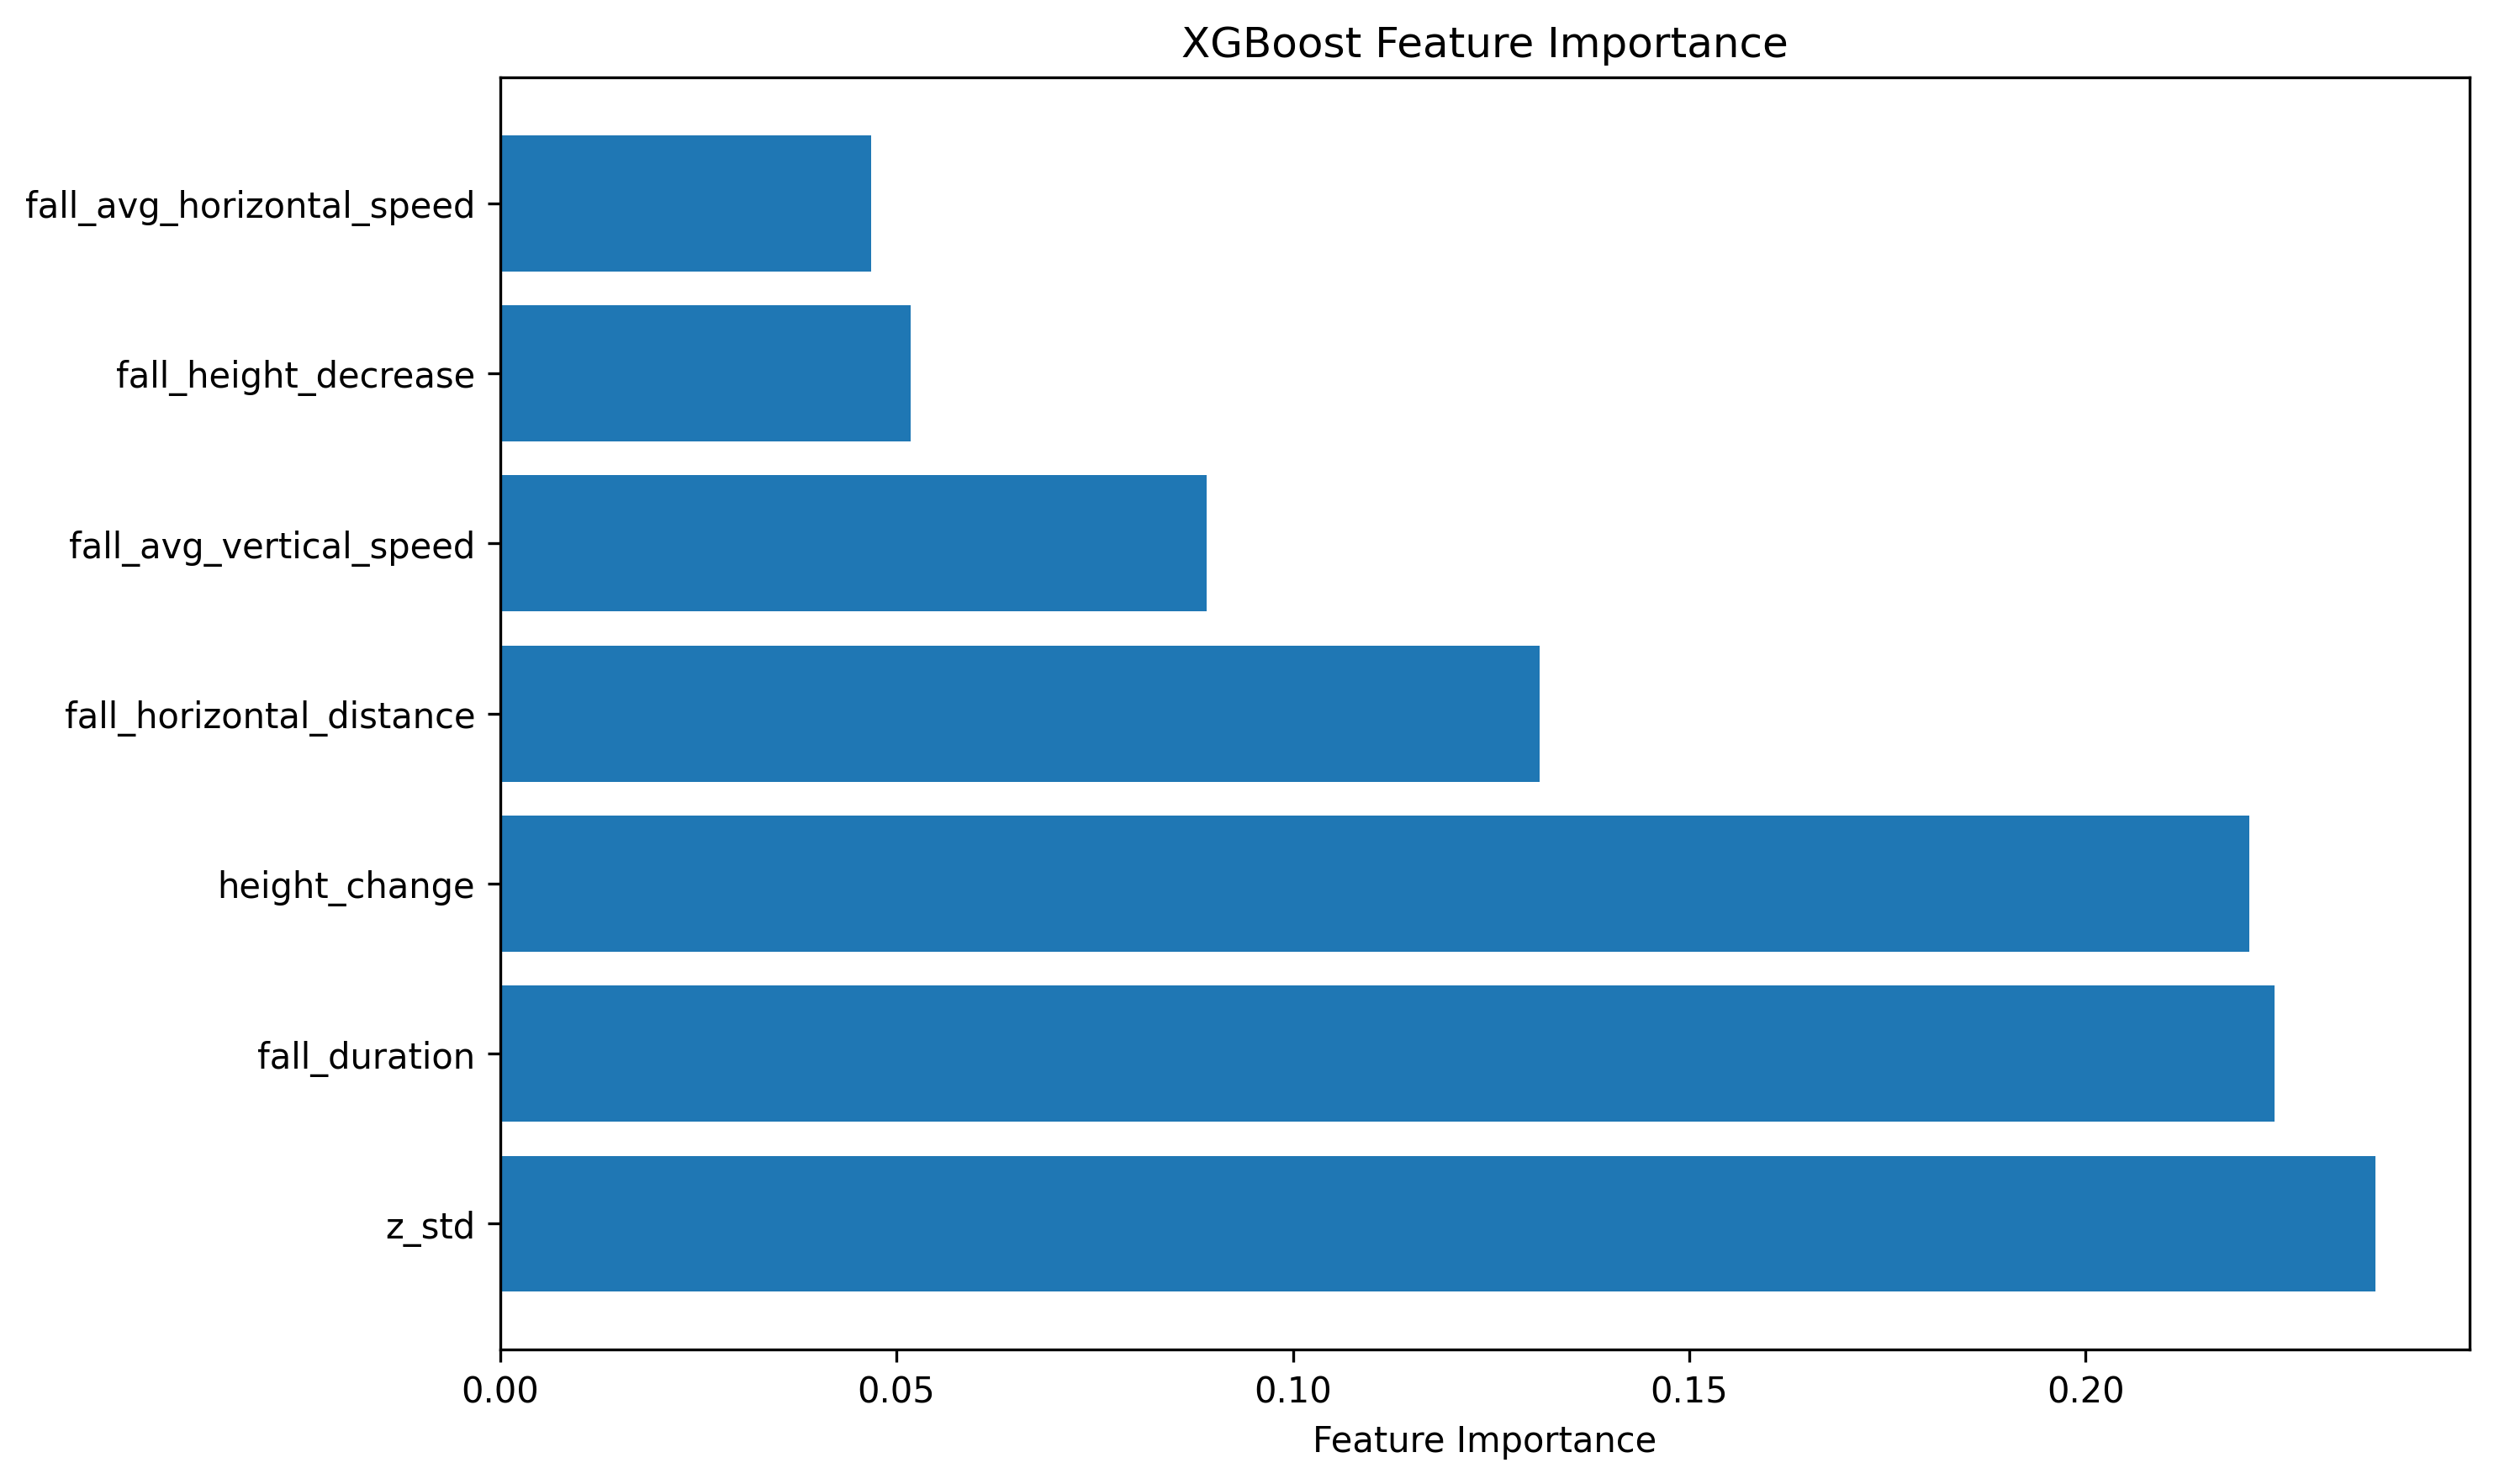 XGBoost Feature Importance
fall_avg_horizontal_speed
fall_height_decrease
fall_avg_vertical_speed
fall_horizontal_distance
height_change
fall_duration
z_std
0.00 0.05 0.10 0.15 0.20
Feature Importance